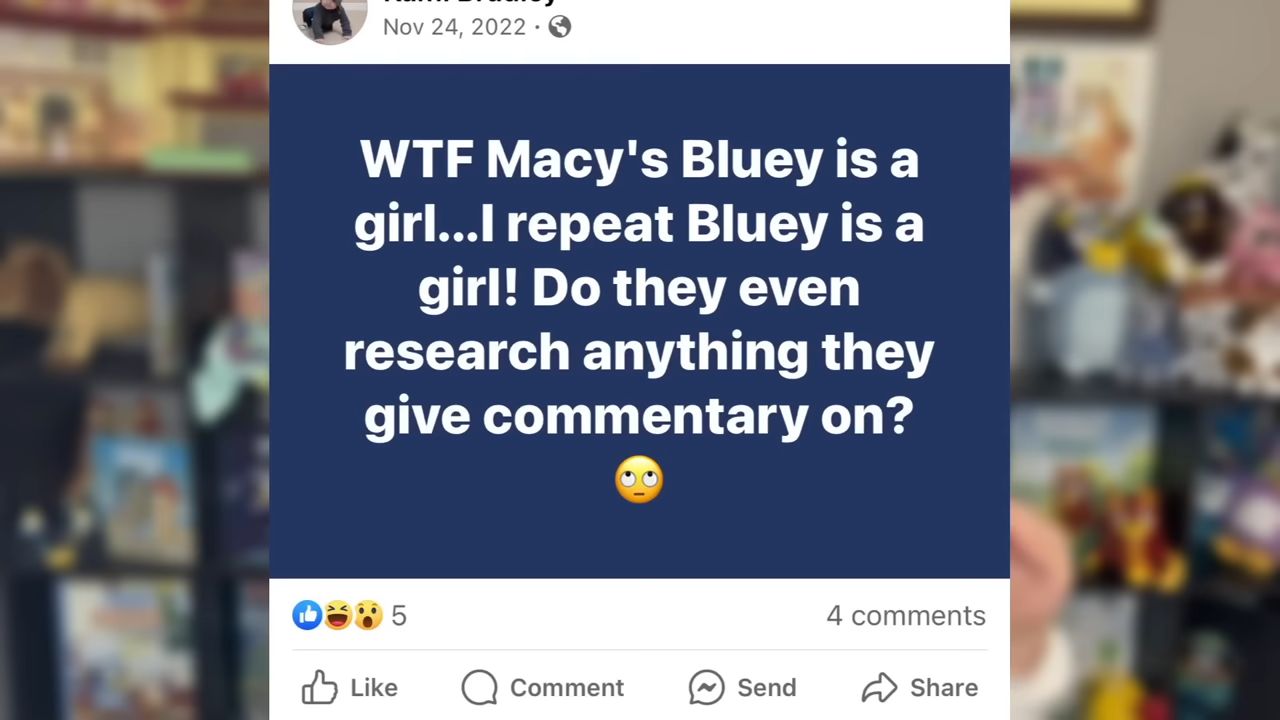 Nov 24, 2022 ·
WTF Macy's Bluey is a
girl...I repeat Bluey is a
girl! Do they even
research anything they
give commentary on?
🙄
5
4 comments
Like
Comment
Send
Share